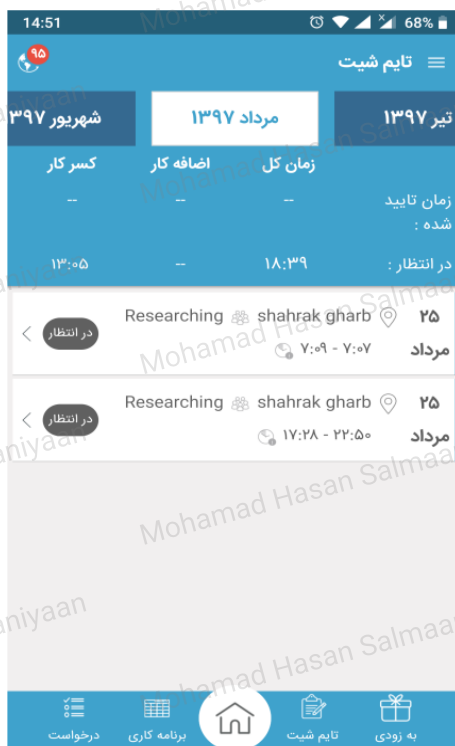 14:51 68%
۹۵ تایم شیت
تیر ۱۳۹۷ مرداد ۱۳۹۷ شهریور ۳۹۷
زمان کل اضافه کار کسر کار
زمان تایید شده : -- -- --
در انتظار : ۱۸:۳۹ -- ۱۳:۰۵
۲۵ shahrak gharb Researching
مرداد ۷:۰۷ - ۷:۰۹ در انتظار
۲۵ shahrak gharb Researching
مرداد ۲۲:۵۰ - ۱۷:۲۸ در انتظار
به زودی تایم شیت برنامه کاری درخواست
Mohamad Hasan Salmaaniyaan